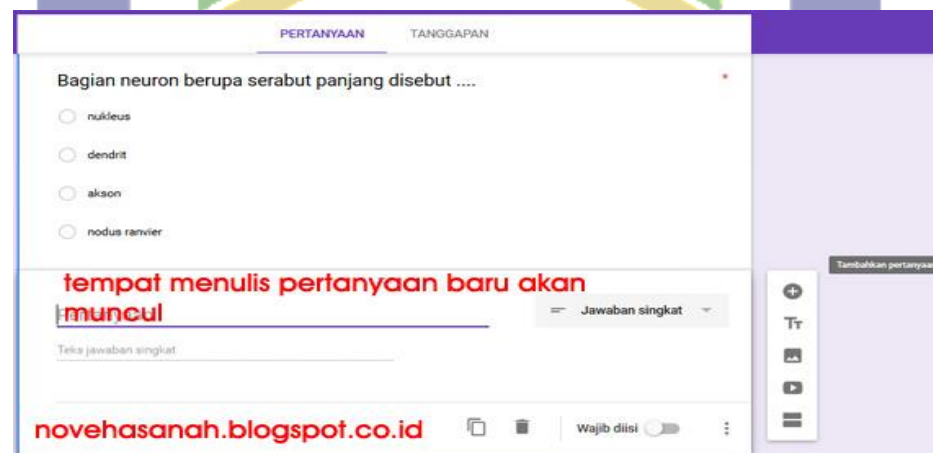 PERTANYAAN TANGGAPAN
Bagian neuron berupa serabut panjang disebut .... *
nukleus
dendrit
akson
nodus ranvier
Tambahkan pertanyaan
tempat menulis pertanyaan baru akan
muncul
Jawaban singkat
Teks jawaban singkat
novehasanah.blogspot.co.id
Wajib diisi